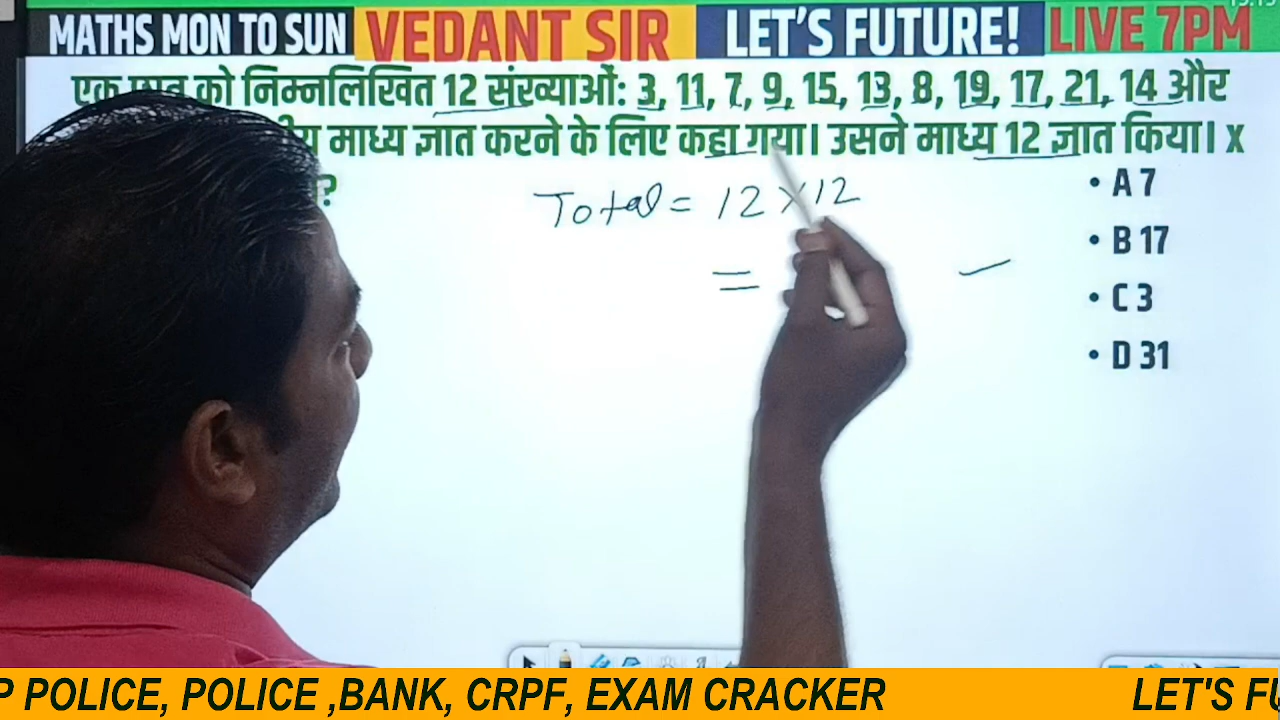 MATHS MON TO SUN VEDANT SIR LET'S FUTURE! LIVE 7PM
एक को निम्नलिखित 12 संख्याओं: 3, 11, 7, 9, 15, 13, 8, 19, 17, 21, 14 और
माध्य ज्ञात करने के लिए कहा गया। उसने माध्य 12 ज्ञात किया। x
?
Total = 12 × 12
=
• A 7
• B 17
• C 3
• D 31
P POLICE, POLICE ,BANK, CRPF, EXAM CRACKER LET'S FU